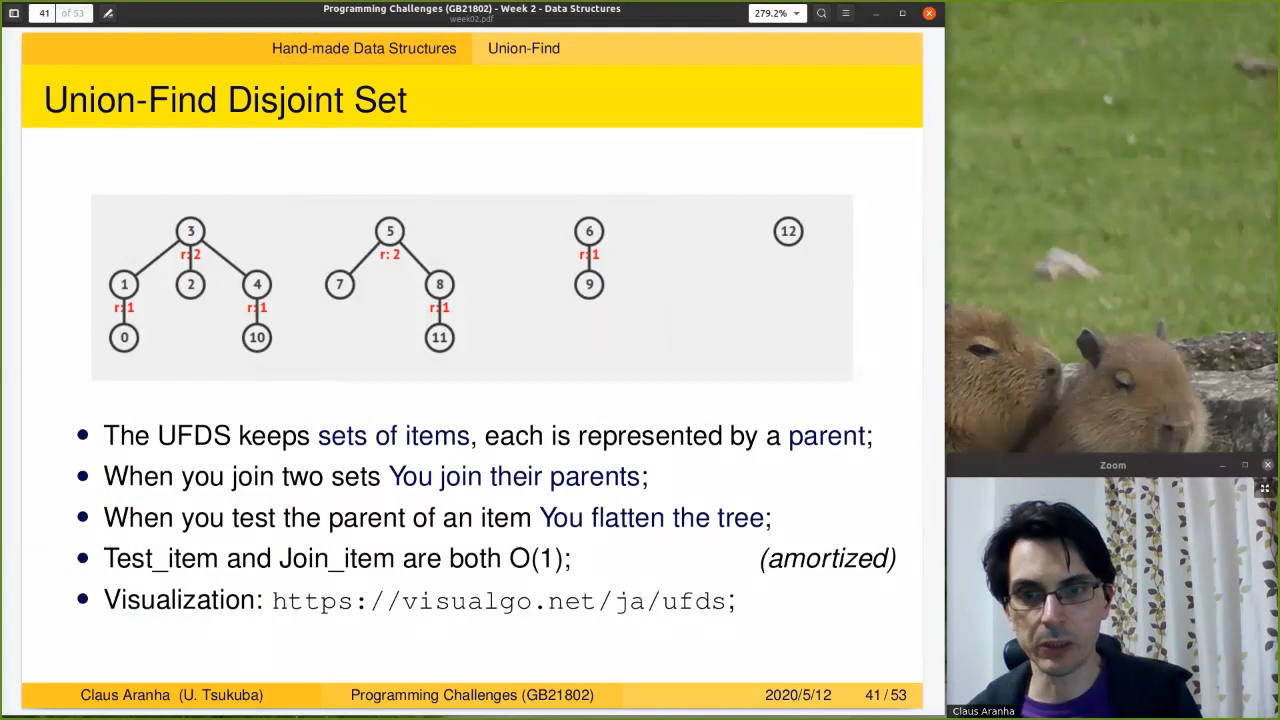 41 of 53
Programming Challenges (GB21802) - Week 2 - Data Structures
week02.pdf
279.2%
Hand-made Data Structures Union-Find
Union-Find Disjoint Set
3 5 6 12
r: 2 r: 2 r: 1
1 2 4 7 8 9
r: 1 r: 1 r: 1
0 10 11
The UFDS keeps sets of items, each is represented by a parent;
When you join two sets You join their parents;
When you test the parent of an item You flatten the tree;
Test_item and Join_item are both O(1); (amortized)
Visualization: https://visualgo.net/ja/ufds;
Claus Aranha (U. Tsukuba) Programming Challenges (GB21802) 2020/5/12 41 / 53
Zoom
Claus Aranha